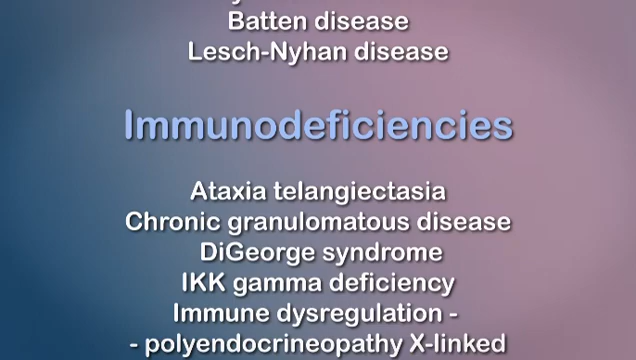 Batten disease
Lesch-Nyhan disease
Immunodeficiencies
Ataxia telangiectasia
Chronic granulomatous disease
DiGeorge syndrome
IKK gamma deficiency
Immune dysregulation -
- polyendocrineopathy X-linked